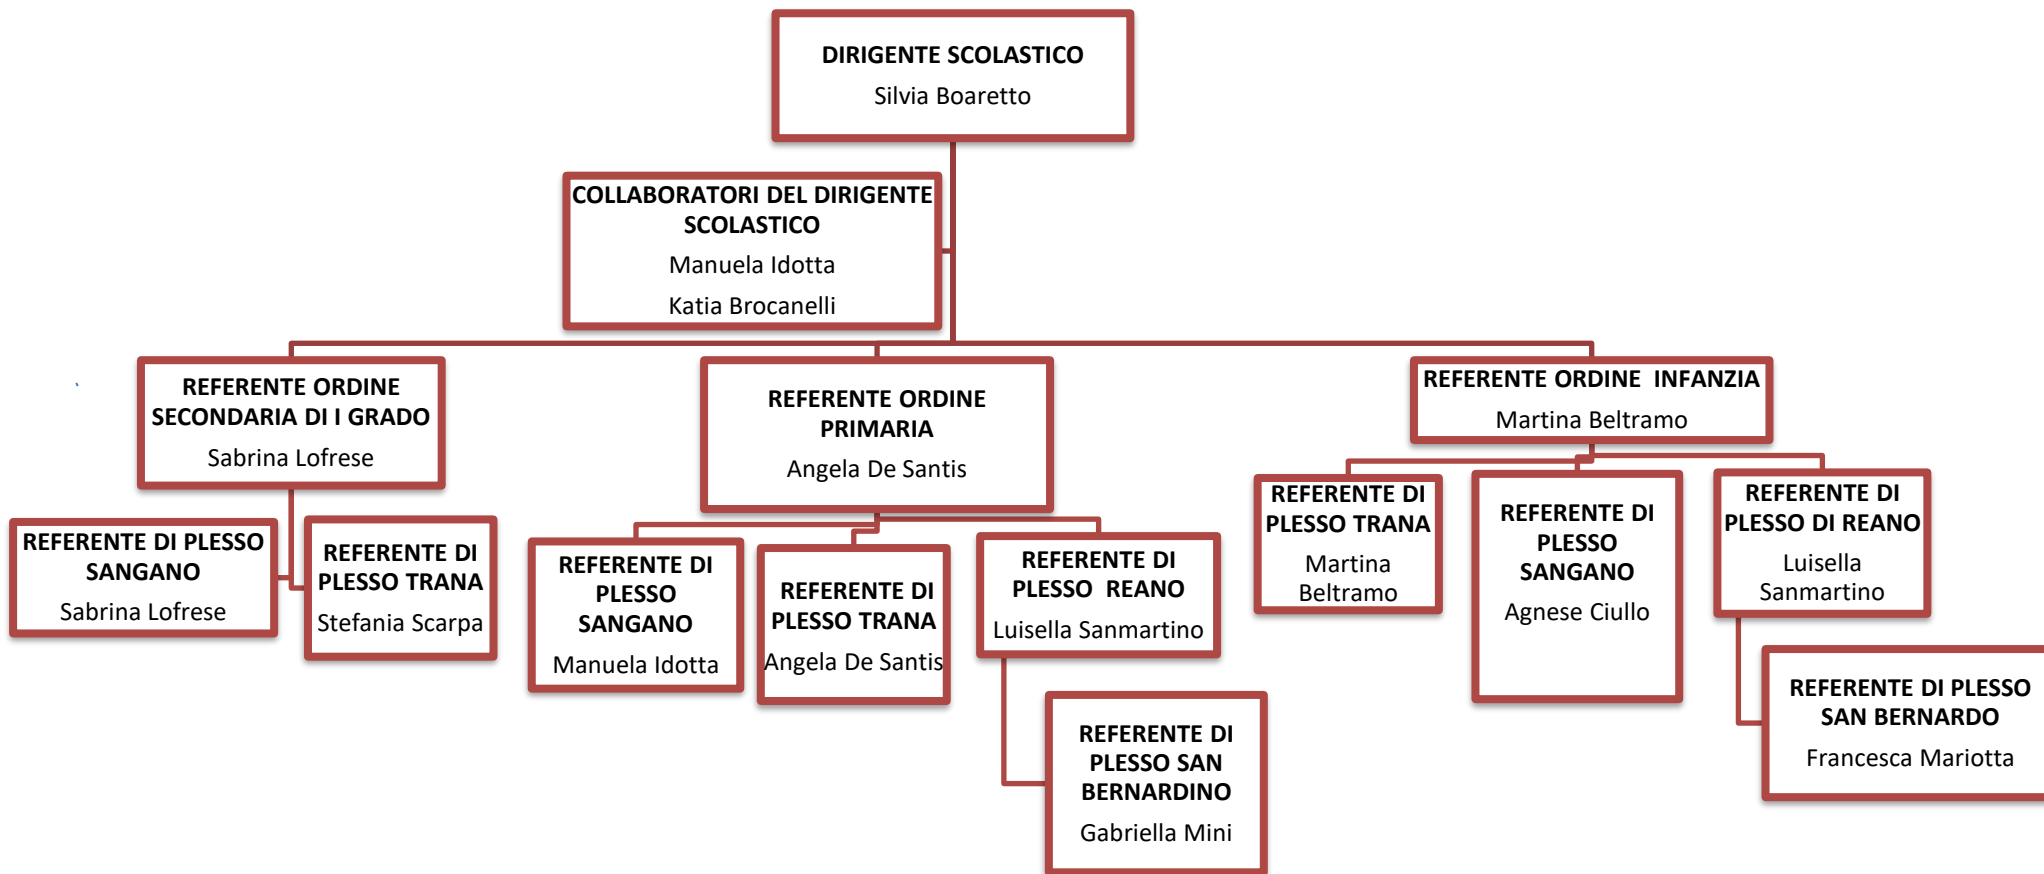 DIRIGENTE SCOLASTICO
Silvia Boaretto
COLLABORATORI DEL DIRIGENTE
SCOLASTICO
Manuela Idotta
Katia Brocanelli
REFERENTE ORDINE
SECONDARIA DI I GRADO
Sabrina Lofrese
REFERENTE ORDINE
PRIMARIA
Angela De Santis
REFERENTE ORDINE  INFANZIA
Martina Beltramo
REFERENTE DI PLESSO
SANGANO
Sabrina Lofrese
REFERENTE DI
PLESSO TRANA
Stefania Scarpa
REFERENTE DI
PLESSO
SANGANO
Manuela Idotta
REFERENTE DI
PLESSO TRANA
Angela De Santis
REFERENTE DI
PLESSO  REANO
Luisella Sanmartino
REFERENTE DI
PLESSO SAN
BERNARDINO
Gabriella Mini
REFERENTE DI
PLESSO TRANA
Martina
Beltramo
REFERENTE DI
PLESSO
SANGANO
Agnese Ciullo
REFERENTE DI
PLESSO DI REANO
Luisella
Sanmartino
REFERENTE DI PLESSO
SAN BERNARDO
Francesca Mariotta